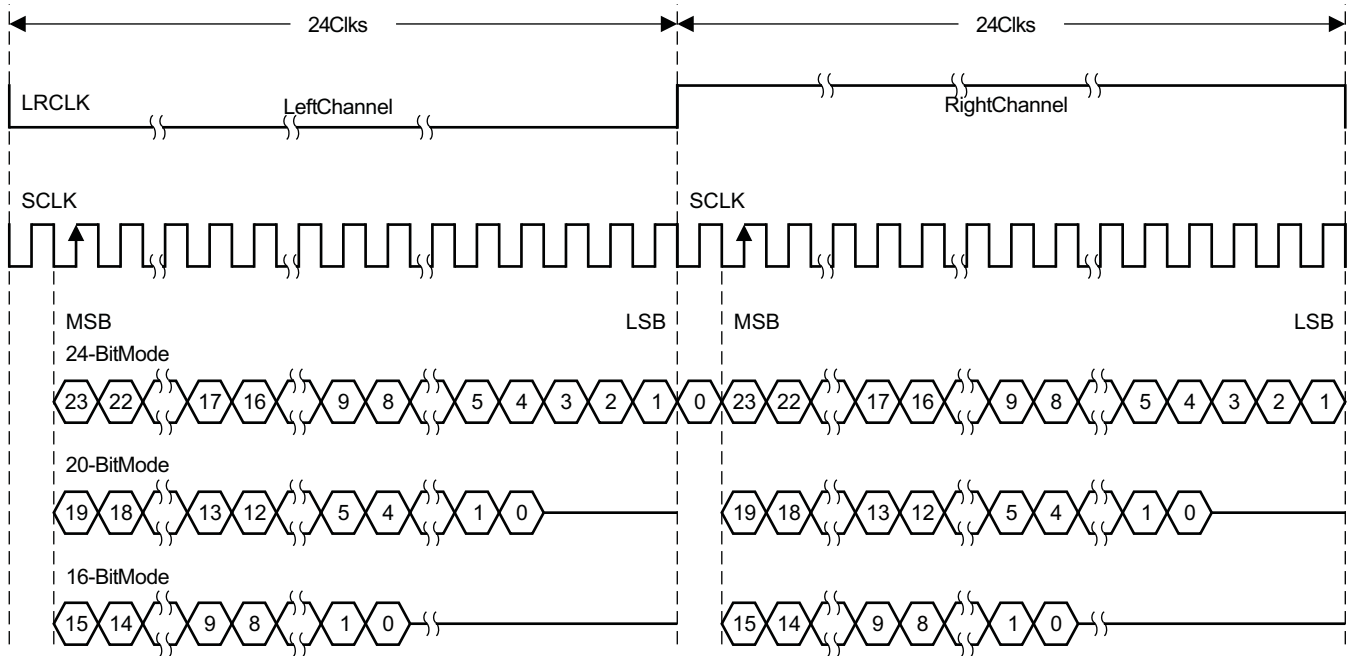 24Clks 24Clks
LRCLK LeftChannel RightChannel
SCLK SCLK
MSB LSB MSB LSB
24-BitMode
23 22 17 16 9 8 5 4 3 2 1 0 23 22 17 16 9 8 5 4 3 2 1
20-BitMode
19 18 13 12 5 4 1 0 19 18 13 12 5 4 1 0
16-BitMode
15 14 9 8 1 0 15 14 9 8 1 0